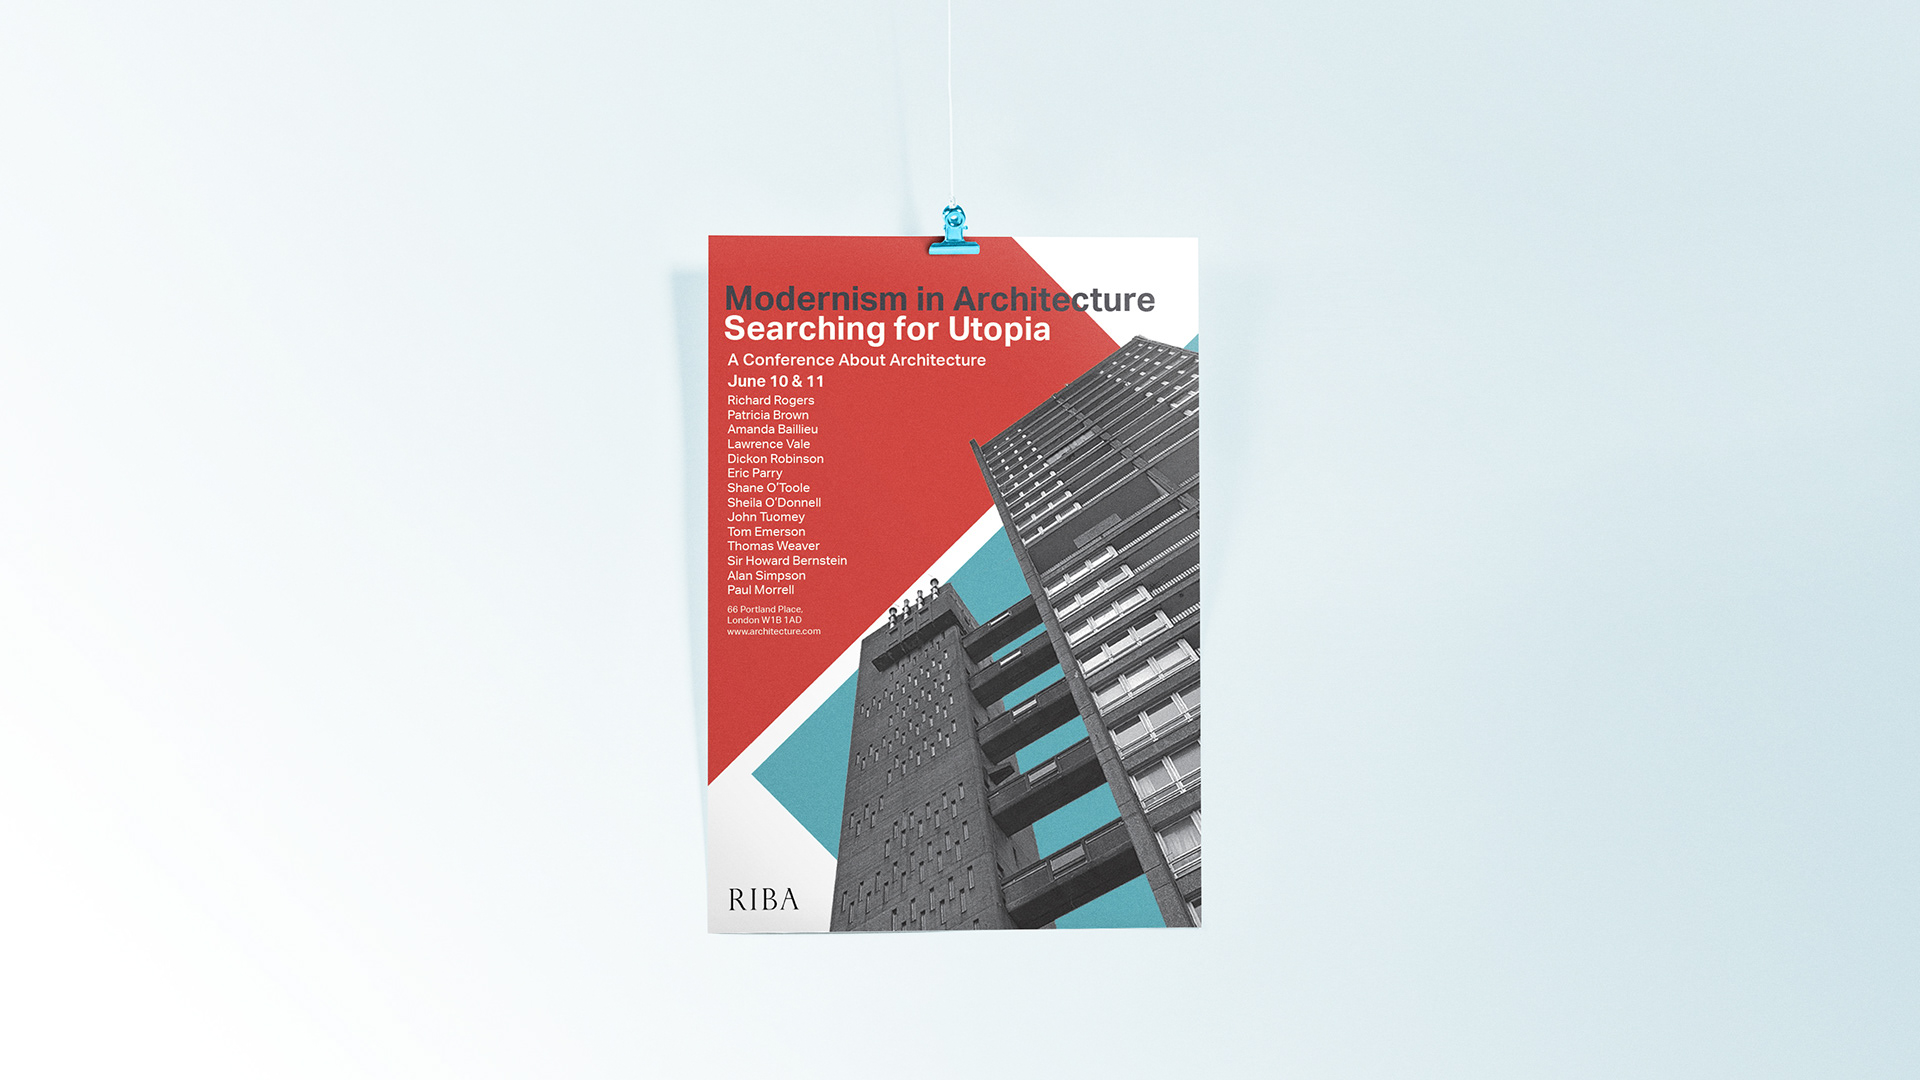 Modernism in Architecture
Searching for Utopia
A Conference About Architecture
June 10 & 11
Richard Rogers
Patricia Brown
Amanda Baillieu
Lawrence Vale
Dickon Robinson
Eric Parry
Shane O'Toole
Sheila O'Donnell
John Tuomey
Tom Emerson
Thomas Weaver
Sir Howard Bernstein
Alan Simpson
Paul Morrell
66 Portland Place,
London W1B 1AD
www.architecture.com
RIBA